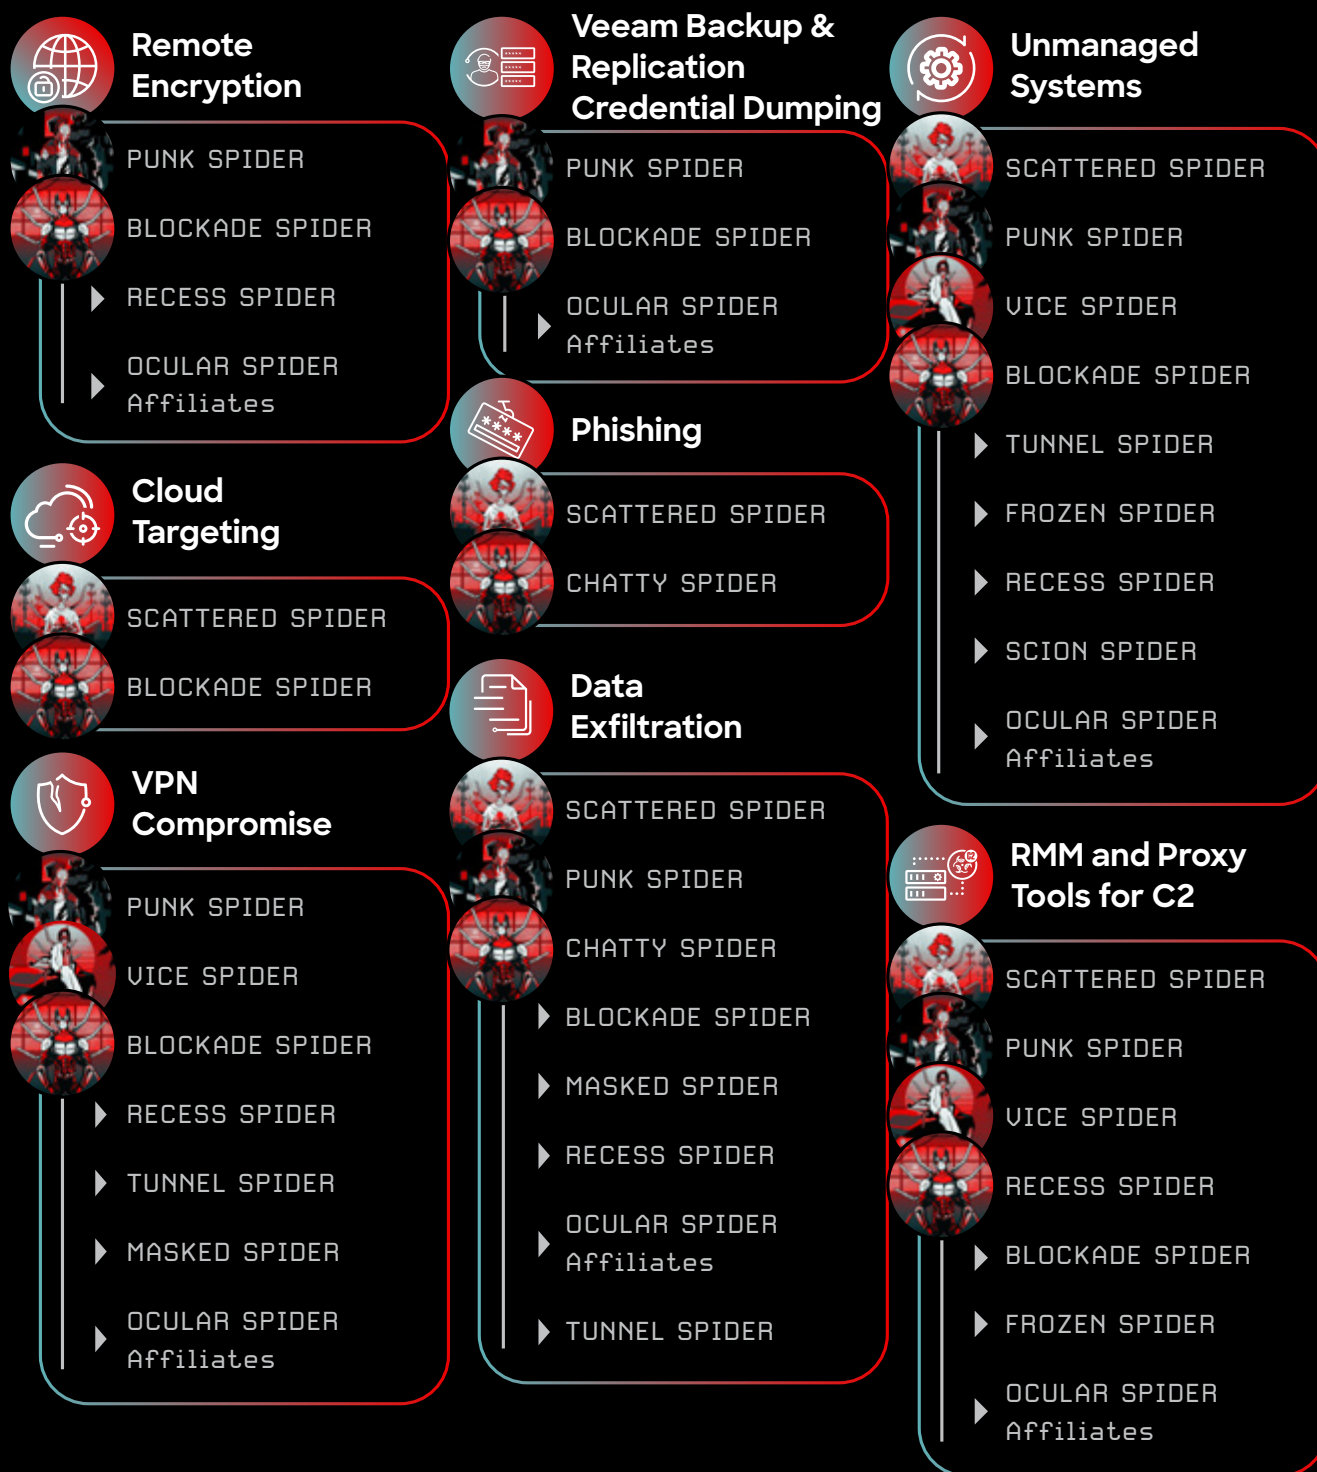 Remote
Encryption
PUNK SPIDER
BLOCKADE SPIDER
RECESS SPIDER
OCULAR SPIDER
Affiliates
Cloud
Targeting
SCATTERED SPIDER
BLOCKADE SPIDER
VPN
Compromise
PUNK SPIDER
VICE SPIDER
BLOCKADE SPIDER
RECESS SPIDER
TUNNEL SPIDER
MASKED SPIDER
OCULAR SPIDER
Affiliates
Veeam Backup &
Replication
Credential Dumping
PUNK SPIDER
BLOCKADE SPIDER
OCULAR SPIDER
Affiliates
Phishing
SCATTERED SPIDER
CHATTY SPIDER
Data
Exfiltration
SCATTERED SPIDER
PUNK SPIDER
CHATTY SPIDER
BLOCKADE SPIDER
MASKED SPIDER
RECESS SPIDER
OCULAR SPIDER
Affiliates
TUNNEL SPIDER
Unmanaged
Systems
SCATTERED SPIDER
PUNK SPIDER
VICE SPIDER
BLOCKADE SPIDER
TUNNEL SPIDER
FROZEN SPIDER
RECESS SPIDER
SCION SPIDER
OCULAR SPIDER
Affiliates
RMM and Proxy
Tools for C2
SCATTERED SPIDER
PUNK SPIDER
VICE SPIDER
RECESS SPIDER
BLOCKADE SPIDER
FROZEN SPIDER
OCULAR SPIDER
Affiliates